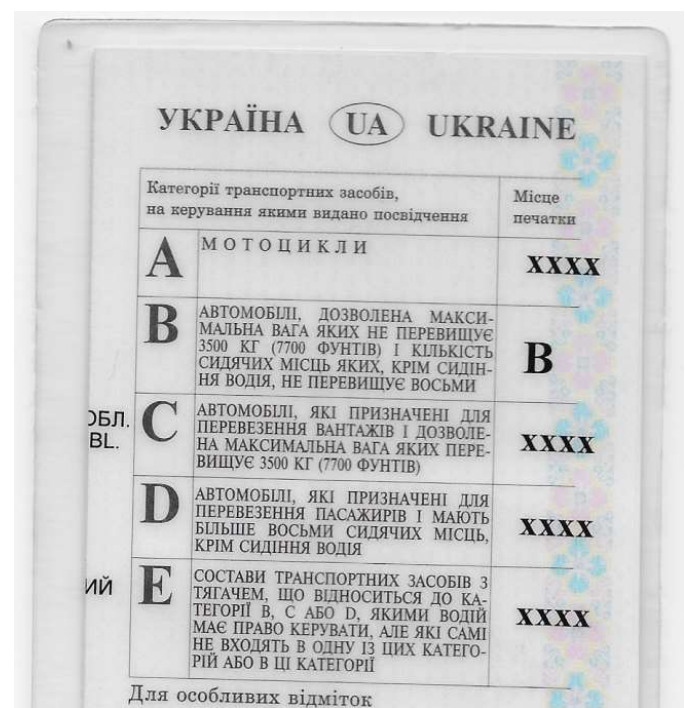 УКРАЇНА UA UKRAINE
Категорії транспортних засобів,
на керування якими видано посвідчення
Місце
печатки
A
МОТОЦИКЛИ
XXXX
B
АВТОМОБІЛІ, ДОЗВОЛЕНА МАКСИ-
МАЛЬНА ВАГА ЯКИХ НЕ ПЕРЕВИЩУЄ
3500 КГ (7700 ФУНТІВ) І КІЛЬКІСТЬ
СИДЯЧИХ МІСЦЬ ЯКИХ, КРІМ СИДІН-
НЯ ВОДІЯ, НЕ ПЕРЕВИЩУЄ ВОСЬМИ
B
ОБЛ.
BL.
C
АВТОМОБІЛІ, ЯКІ ПРИЗНАЧЕНІ ДЛЯ
ПЕРЕВЕЗЕННЯ ВАНТАЖІВ І ДОЗВОЛЕ-
НА МАКСИМАЛЬНА ВАГА ЯКИХ ПЕРЕ-
ВИЩУЄ 3500 КГ (7700 ФУНТІВ)
XXXX
D
АВТОМОБІЛІ, ЯКІ ПРИЗНАЧЕНІ ДЛЯ
ПЕРЕВЕЗЕННЯ ПАСАЖИРІВ І МАЮТЬ
БІЛЬШЕ ВОСЬМИ СИДЯЧИХ МІСЦЬ,
КРІМ СИДІННЯ ВОДІЯ
XXXX
ИЙ
E
СОСТАВИ ТРАНСПОРТНИХ ЗАСОБІВ З
ТЯГАЧЕМ, ЩО ВІДНОСИТЬСЯ ДО КА-
ТЕГОРІЇ B, C АБО D, ЯКИМИ ВОДІЙ
МАЄ ПРАВО КЕРУВАТИ, АЛЕ ЯКІ САМІ
НЕ ВХОДЯТЬ В ОДНУ ІЗ ЦИХ КАТЕГО-
РІЙ АБО В ЦІ КАТЕГОРІЇ
XXXX
Для особливих відміток